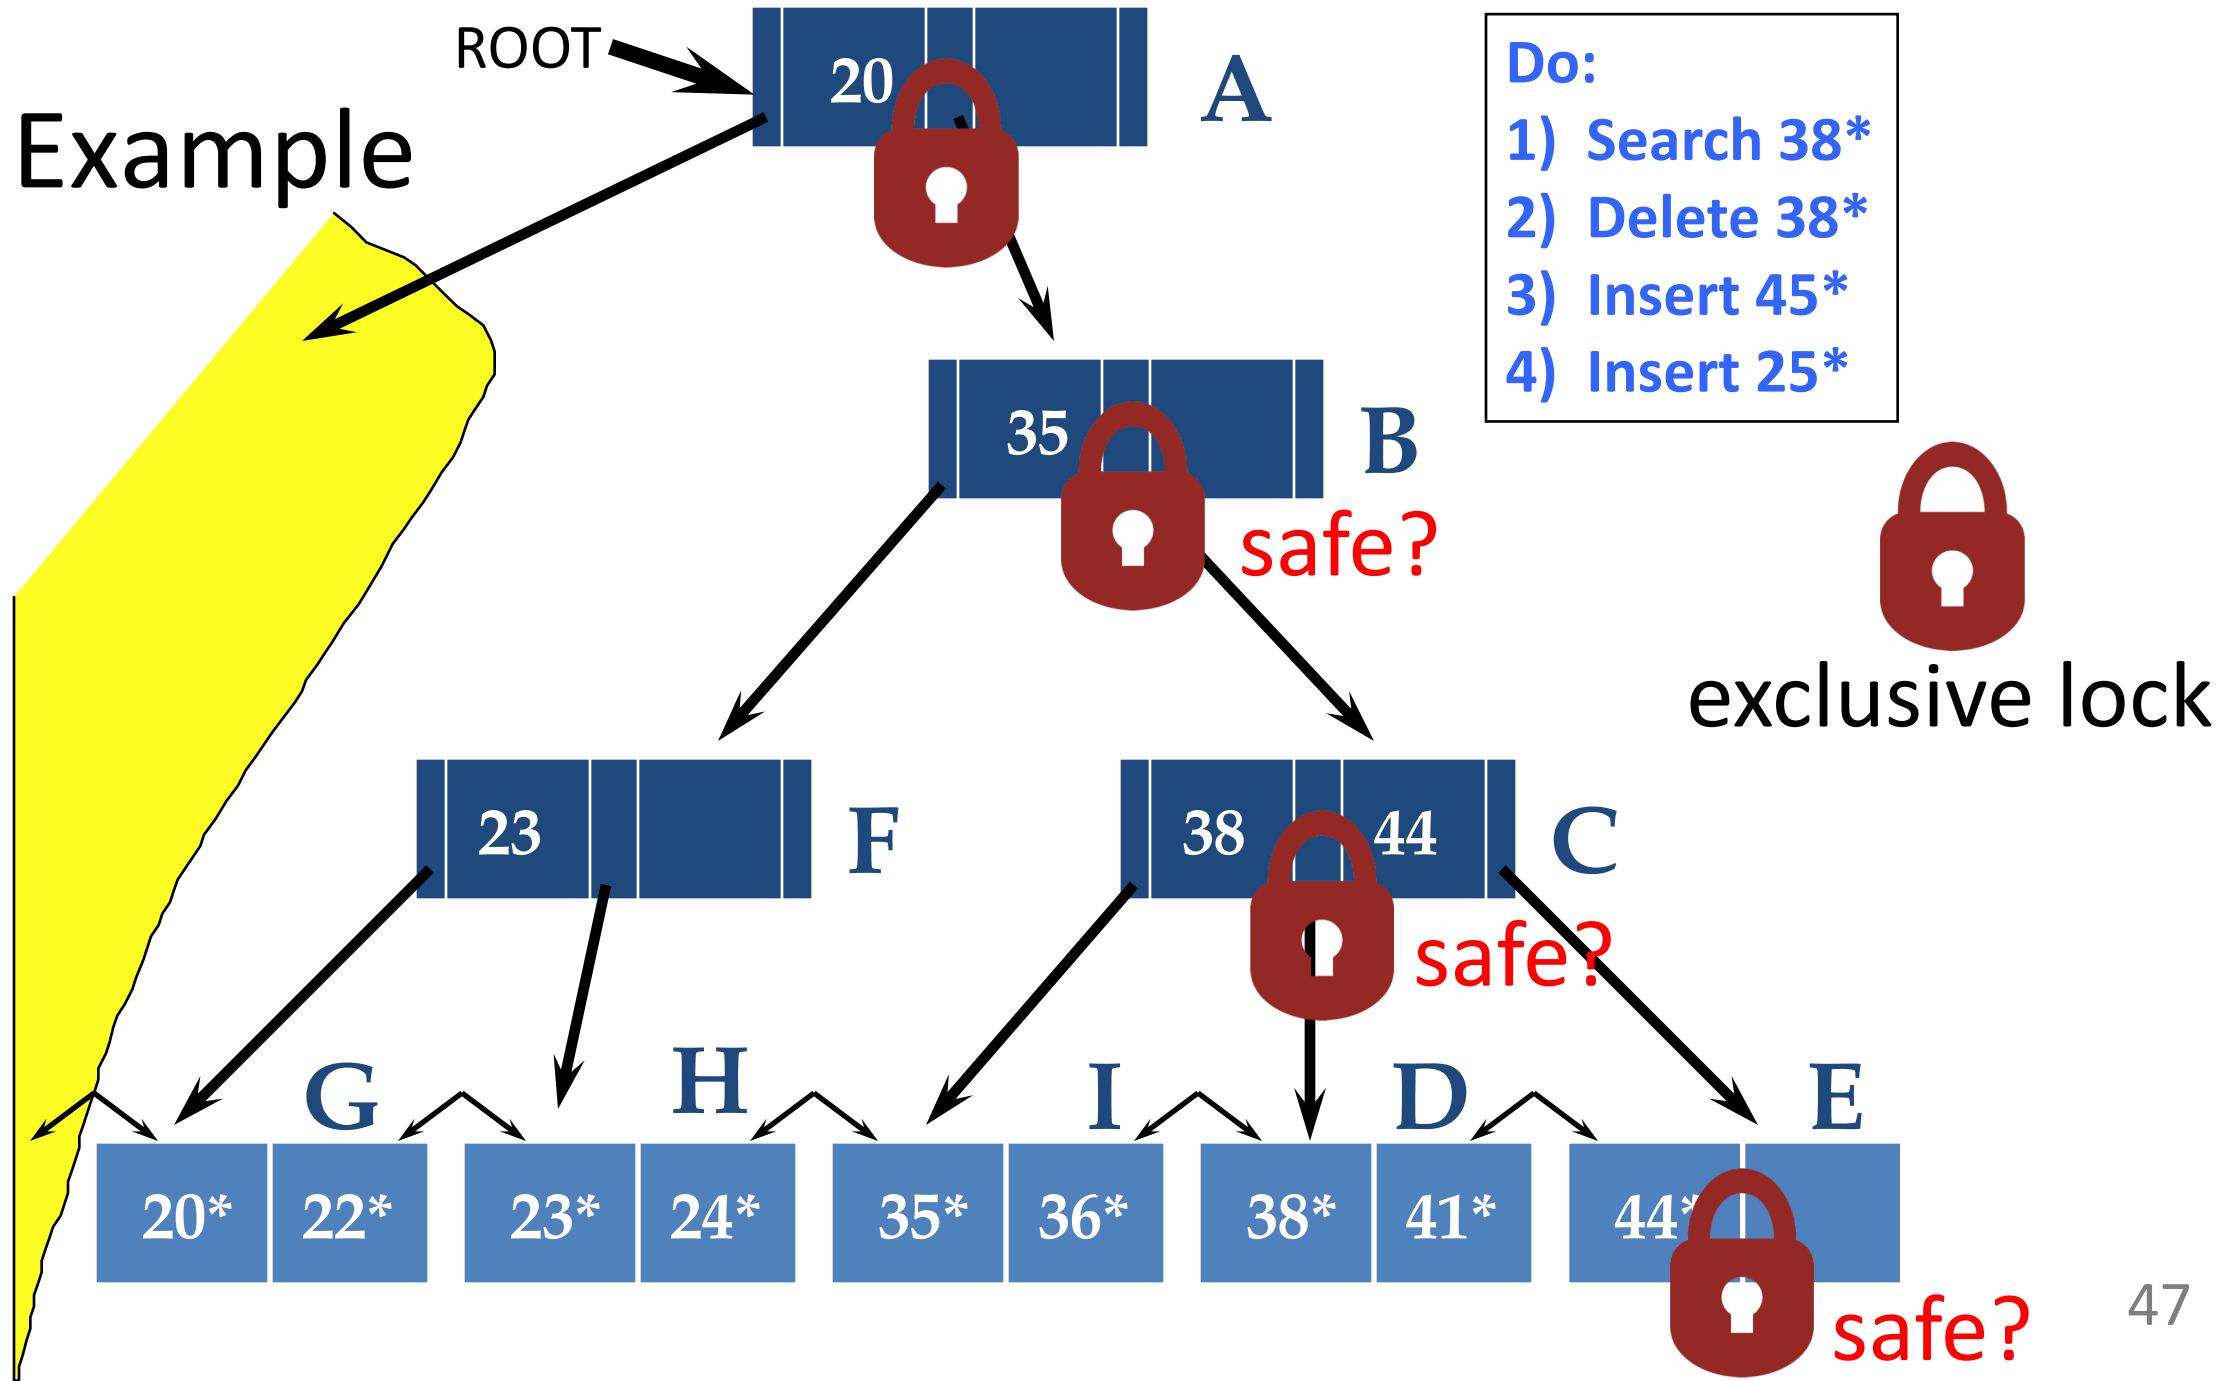 ROOT
20
A
Example
Do:
1) Search 38*
2) Delete 38*
3) Insert 45*
4) Insert 25*
35
B
safe?
exclusive lock
23
F
38
44
C
safe?
G
H
I
D
E
20*
22*
23*
24*
35*
36*
38*
41*
44*
safe?
47